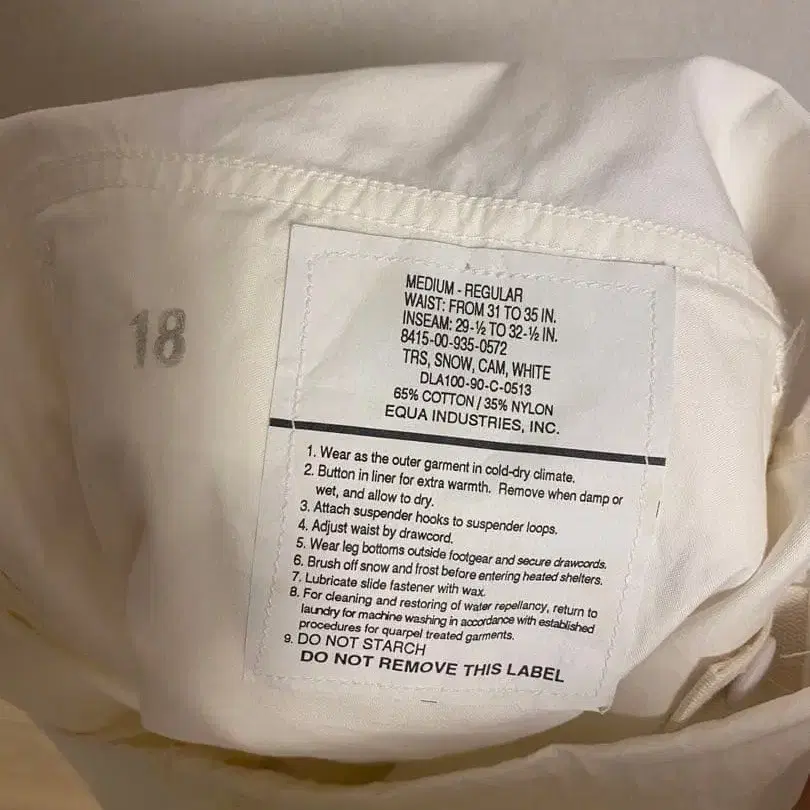 18
MEDIUM - REGULAR
WAIST: FROM 31 TO 35 IN.
INSEAM: 29-½ TO 32-½ IN.
8415-00-935-0572
TRS, SNOW, CAM, WHITE
DLA100-90-C-0513
65% COTTON / 35% NYLON
EQUA INDUSTRIES, INC.
1. Wear as the outer garment in cold-dry climate.
2. Button in liner for extra warmth. Remove when damp or
wet, and allow to dry.
3. Attach suspender hooks to suspender loops.
4. Adjust waist by drawcord.
5. Wear leg bottoms outside footgear and secure drawcords.
6. Brush off snow and frost before entering heated shelters.
7. Lubricate slide fastener with wax.
8. For cleaning and restoring of water repellancy, return to
laundry for machine washing in accordance with established
procedures for quarpel treated garments.
9. DO NOT STARCH
DO NOT REMOVE THIS LABEL